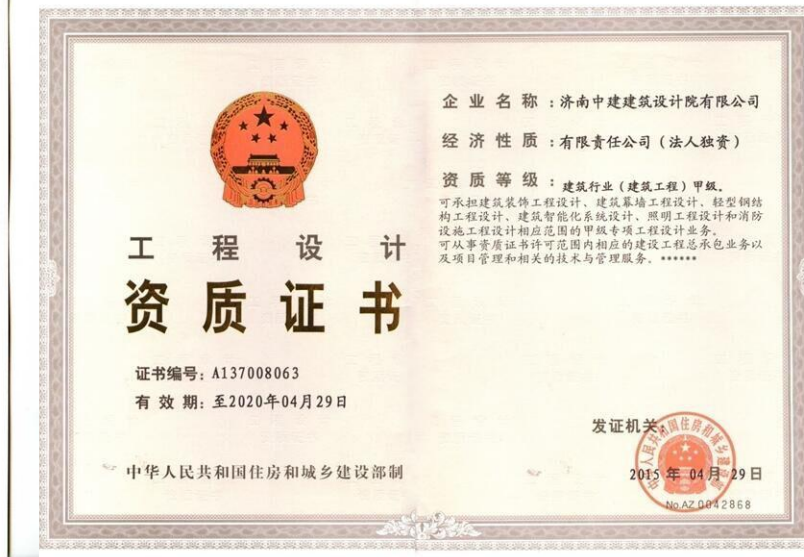 工程设计
资质证书
证书编号：A137008063
有效期：至2020年04月29日
中华人民共和国住房和城乡建设部制
企业名称：济南中建建筑设计院有限公司
经济性质：有限责任公司（法人独资）
资质等级：建筑行业（建筑工程）甲级。
可承担建筑装饰工程设计、建筑幕墙工程设计、轻型钢结
构工程设计、建筑智能化系统设计、照明工程设计和消防
设施工程设计相应范围的甲级专项工程设计业务。
可从事资质证书许可范围内相应的建设工程总承包业务以
及项目管理和相关的技术与管理服务。******
发证机关：
2015年04月29日
No.AZ 0042868